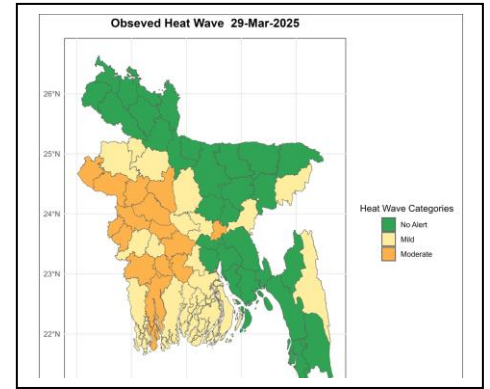 Obseved Heat Wave 29-Mar-2025
26°N
25°N
24°N
23°N
22°N
Heat Wave Categories
No Alert
Mild
Moderate